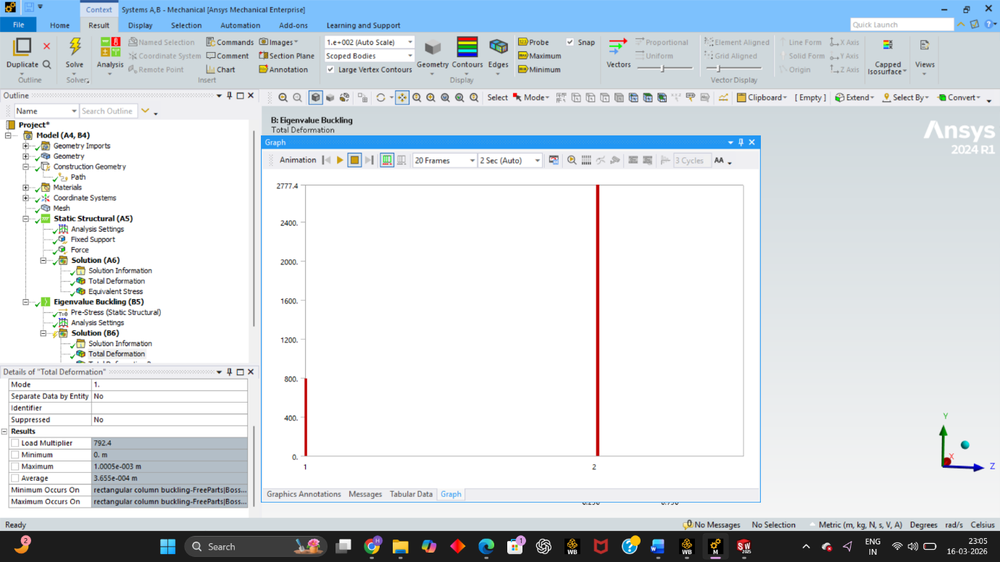 Context
Systems A,B - Mechanical [Ansys Mechanical Enterprise]
File
Home
Result
Display
Selection
Automation
Add-ons
Learning and Support
Quick Launch
Duplicate
Outline
Solve
Solver
Analysis
Named Selection
Coordinate System
Remote Point
Commands
Comment
Chart
Images
Section Plane
Annotation
Insert
1.e+002 (Auto Scale)
Scoped Bodies
Large Vertex Contours
Geometry
Contours
Edges
Display
Probe
Maximum
Minimum
Snap
Vectors
Proportional
Uniform
Element Aligned
Grid Aligned
Line Form
Solid Form
Origin
X Axis
Y Axis
Z Axis
Vector Display
Capped
Isosurface
Views
Outline
Name
Search Outline
Select
Mode
Clipboard
[ Empty ]
Extend
Select By
Convert
Project*
Model (A4, B4)
Geometry Imports
Geometry
Construction Geometry
Path
Materials
Coordinate Systems
Mesh
Static Structural (A5)
Analysis Settings
Fixed Support
Force
Solution (A6)
Solution Information
Total Deformation
Equivalent Stress
Eigenvalue Buckling (B5)
Pre-Stress (Static Structural)
Analysis Settings
Solution (B6)
Solution Information
Total Deformation
B: Eigenvalue Buckling
Total Deformation
Ansys
2024 R1
Graph
Animation
20 Frames
2 Sec (Auto)
3 Cycles
AA
2777.4
2400.
2000.
1600.
1200.
800.
400.
0.
1
2
Graphics Annotations
Messages
Tabular Data
Graph
Details of "Total Deformation"
Mode 1.
Separate Data by Entity No
Identifier
Suppressed No
Results
Load Multiplier 792.4
Minimum 0. m
Maximum 1.0005e-003 m
Average 3.655e-004 m
Minimum Occurs On rectangular column buckling-FreeParts|Boss...
Maximum Occurs On rectangular column buckling-FreeParts|Boss...
Y
X
Z
Ready
0
No Messages
No Selection
Metric (m, kg, N, s, V, A)
Degrees
rad/s
Celsius
2
Search
H
1
WB
WB
M
SW
2025
ENG
IN
23:05
16-03-2026